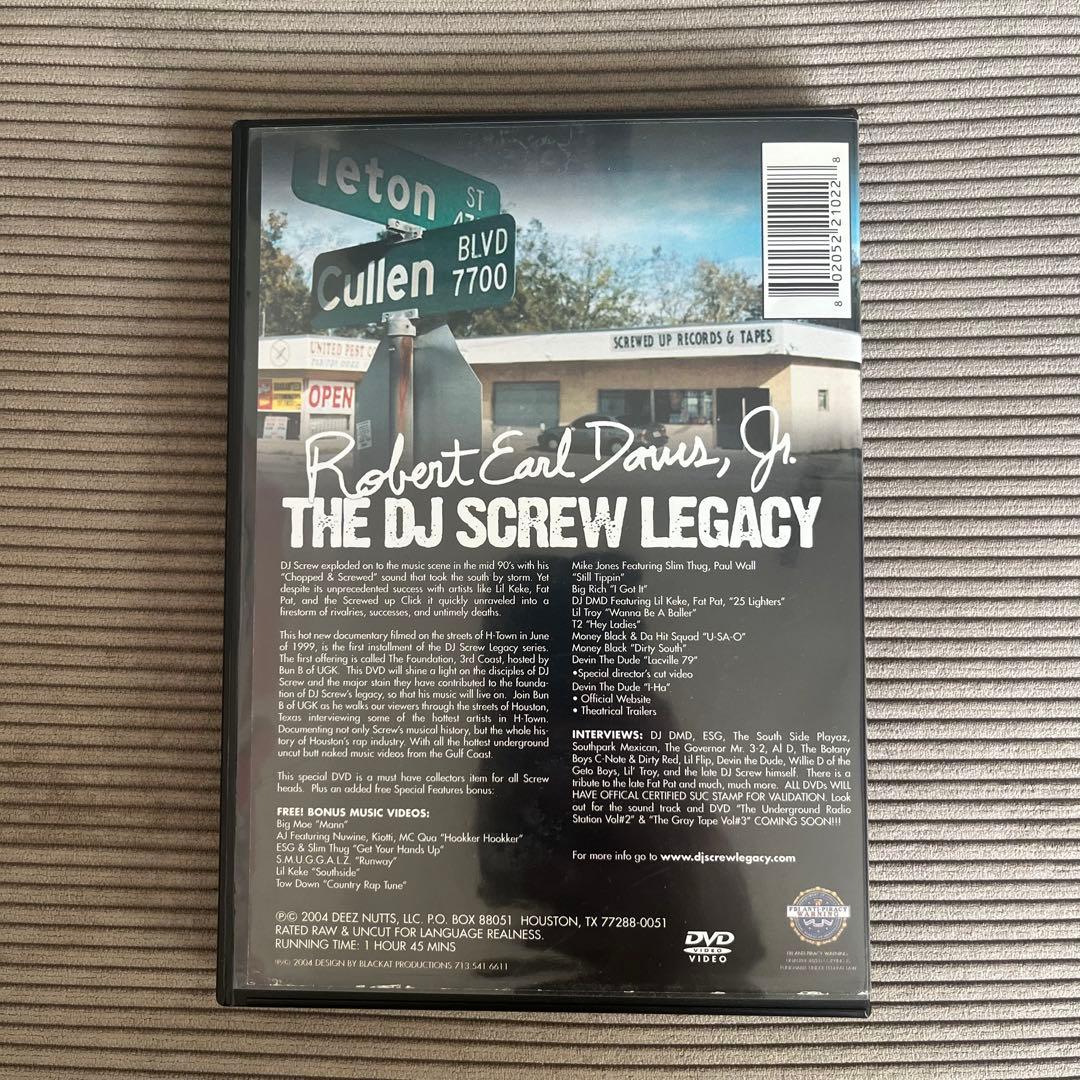 Teton ST
Cullen BLVD 7700
SCREWED UP RECORDS & TAPES
UNITED PEST
OPEN
8 02052 21022 8
Robert Earl Davis, Jr.
THE DJ SCREW LEGACY
DJ Screw exploded on to the music scene in the mid 90's with his
"Chopped & Screwed" sound that took the south by storm. Yet
despite its unprecedented success with artists like Lil Keke, Fat
Pat, and the Screwed up Click it quickly unraveled into a
firestorm of rivalries, successes, and untimely deaths.
This hot new documentary filmed on the streets of H-Town in June
of 1999, is the first installment of the DJ Screw Legacy series.
The first offering is called The Foundation, 3rd Coast, hosted by
Bun B of UGK. This DVD will shine a light on the disciples of DJ
Screw and the major stain they have contributed to the founda-
tion of DJ Screw's legacy, so that his music will live on. Join Bun
B of UGK as he walks our viewers through the streets of Houston,
Texas interviewing some of the hottest artists in H-Town.
Documenting not only Screw's musical history, but the whole his-
tory of Houston's rap industry. With all the hottest underground
uncut butt naked music videos from the Gulf Coast.
This special DVD is a must have collectors item for all Screw
heads. Plus an added free Special Features bonus:
FREE! BONUS MUSIC VIDEOS:
Big Moe "Mann"
AJ Featuring Nuwine, Kiotti, MC Qua "Hookker Hookker"
ESG & Slim Thug "Get Your Hands Up"
S.M.U.G.G.A.L.Z. "Runway"
Lil Keke "Southside"
Tow Down "Country Rap Tune"
Mike Jones Featuring Slim Thug, Paul Wall
"Still Tippin"
Big Rich "I Got It"
DJ DMD Featuring Lil Keke, Fat Pat, "25 Lighters"
Lil Troy "Wanna Be A Baller"
T2 "Hey Ladies"
Money Black & Da Hit Squad "U-SA-O"
Money Black "Dirty South"
Devin The Dude "Lacville 79"
•Special director's cut video
Devin The Dude "I-Ha"
• Official Website
• Theatrical Trailers
INTERVIEWS: DJ DMD, ESG, The South Side Playaz,
Southpark Mexican, The Governor Mr. 3-2, Al D, The Botany
Boys C-Note & Dirty Red, Lil Flip, Devin the Dude, Willie D of the
Geto Boys, Lil' Troy, and the late DJ Screw himself. There is a
tribute to the late Fat Pat and much, much more. ALL DVDs WILL
HAVE OFFICAL CERTIFIED SUC STAMP FOR VALIDATION. Look
out for the sound track and DVD "The Underground Radio
Station Vol#2" & "The Gray Tape Vol#3" COMING SOON!!!
For more info go to www.djscrewlegacy.com
℗© 2004 DEEZ NUTTS, LLC. P.O. BOX 88051 HOUSTON, TX 77288-0051
RATED RAW & UNCUT FOR LANGUAGE REALNESS.
RUNNING TIME: 1 HOUR 45 MINS
℗© 2004 DESIGN BY BLACKAT PRODUCTIONS 713.541.6611
DVD
VIDEO
VIDEO
FBI ANTI-PIRACY
WARNING
FBI ANTI PIRACY WARNING: